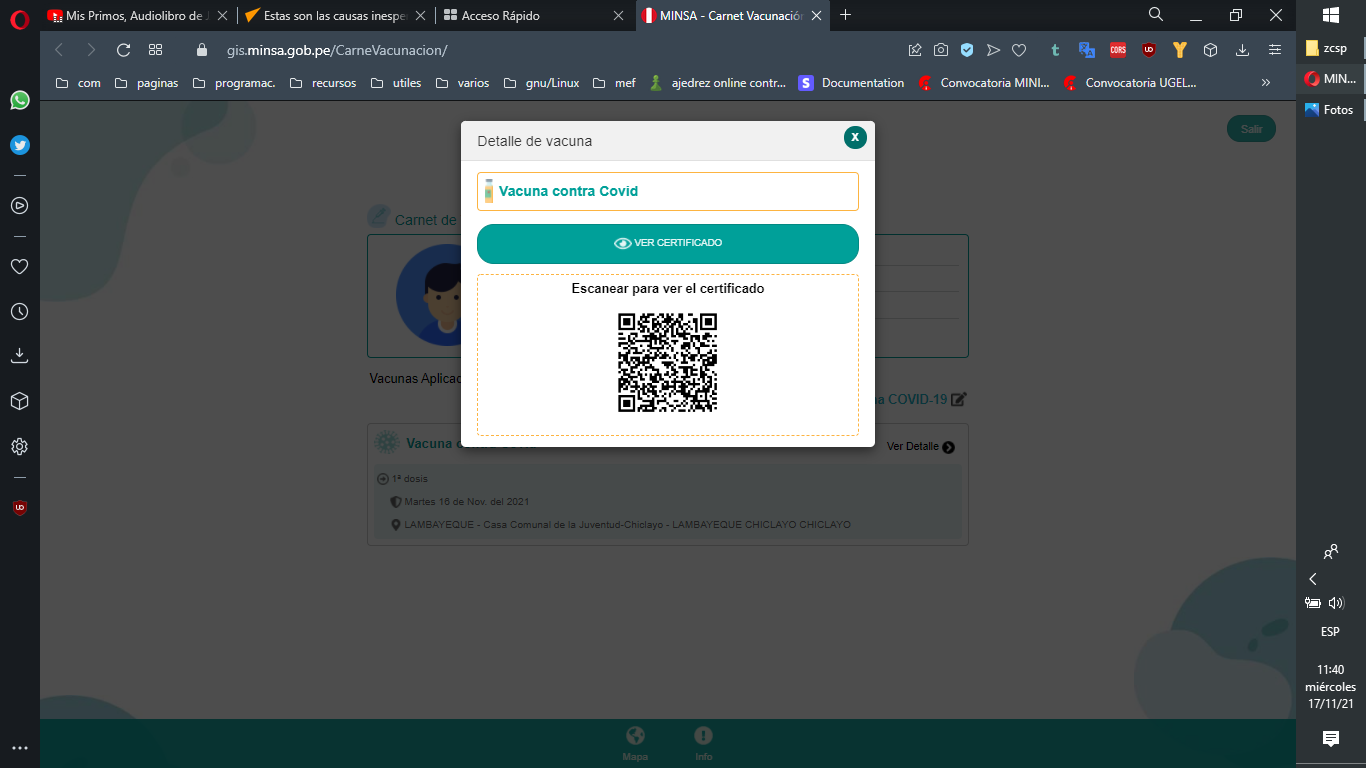 Mis Primos, Audiolibro de J
Estas son las causas inespe
Acceso Rápido
MINSA - Carnet Vacunación
gis.minsa.gob.pe/CarneVacunacion/
com
paginas
programac.
recursos
utiles
varios
gnu/Linux
mef
ajedrez online contr...
Documentation
Convocatoria MINI...
Convocatoria UGEL...
zcsp
MIN...
Fotos
Salir
Detalle de vacuna
X
Vacuna contra Covid
VER CERTIFICADO
Escanear para ver el certificado
Carnet de
Vacunas Aplicad
na COVID-19
Vacuna
Ver Detalle
1ª dosis
Martes 16 de Nov. del 2021
LAMBAYEQUE - Casa Comunal de la Juventud-Chiclayo - LAMBAYEQUE CHICLAYO CHICLAYO
Mapa
Info
ESP
11:40
miércoles
17/11/21